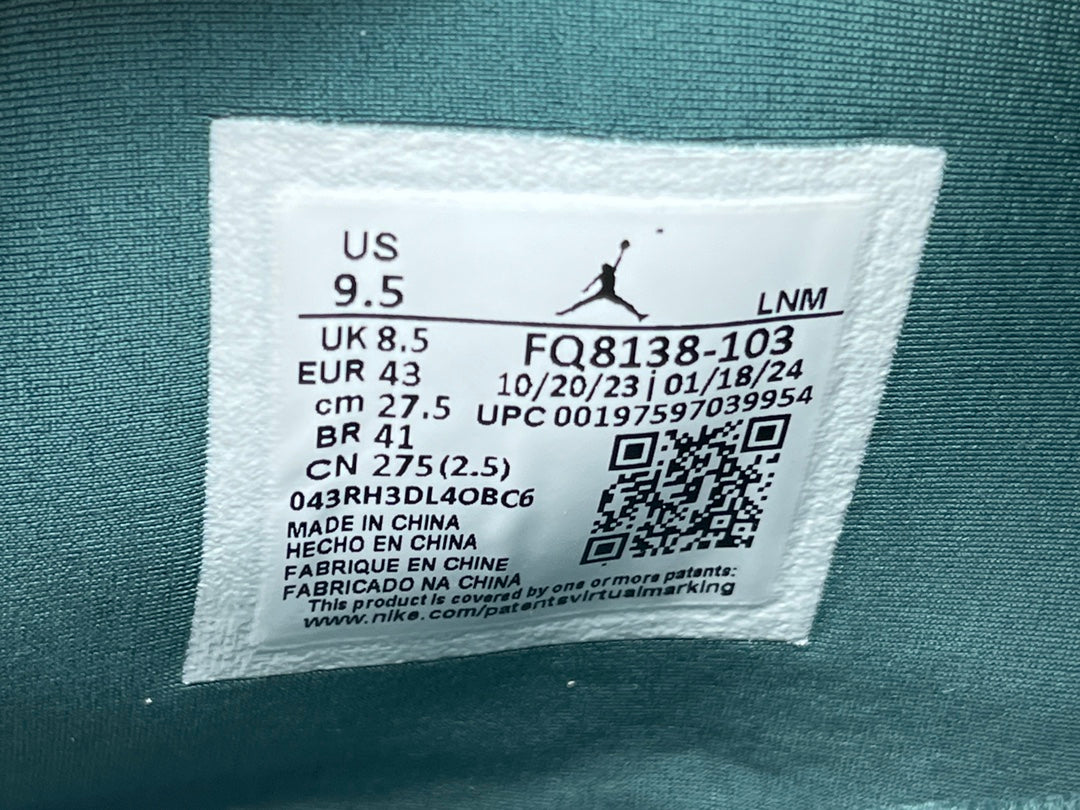 US
9.5
LNM
UK 8.5
EUR 43
cm 27.5
BR 41
CN 275(2.5)
FQ8138-103
10/20/23 | 01/18/24
UPC 00197597039954
043RH3DL4OBC6
MADE IN CHINA
HECHO EN CHINA
FABRIQUE EN CHINE
FABRICADO NA CHINA
This product is covered by one or more patents:
www.nike.com/patentsvirtualmarking